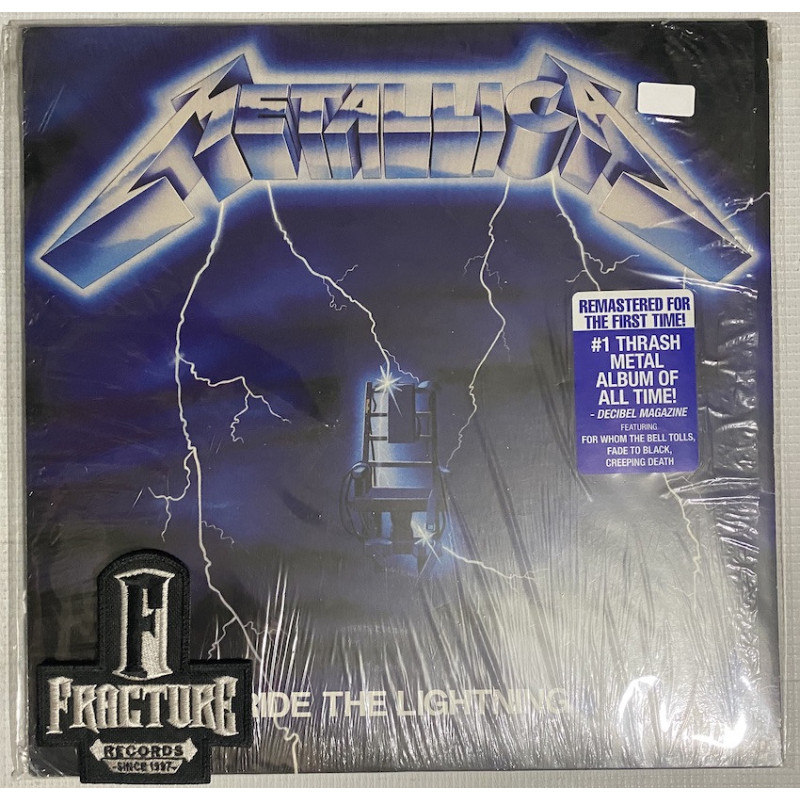 METALLICA
REMASTERED FOR
THE FIRST TIME!
#1 THRASH
METAL
ALBUM OF
ALL TIME!
- DECIBEL MAGAZINE
FEATURING
FOR WHOM THE BELL TOLLS,
FADE TO BLACK,
CREEPING DEATH
RIDE THE LIGHTNING
F
FRACTURE
RECORDS
-SINCE 1997-